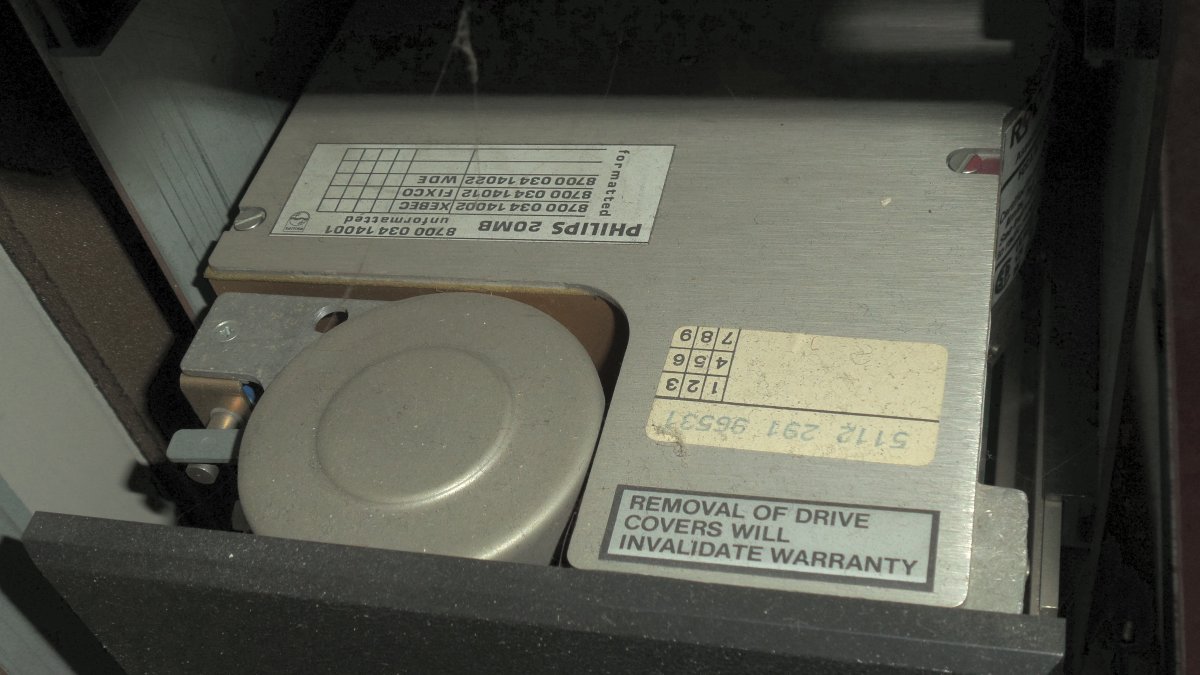 PHILIPS 20MB 8700 034 14001
unformatted
formatted
8700 034 14002 XEBEC
8700 034 14012 FIXCO
8700 034 14022 WDE
PHILIPS
5112 291 96531
1 2 3
4 5 6
7 8 9
REMOVAL OF DRIVE
COVERS WILL
INVALIDATE WARRANTY